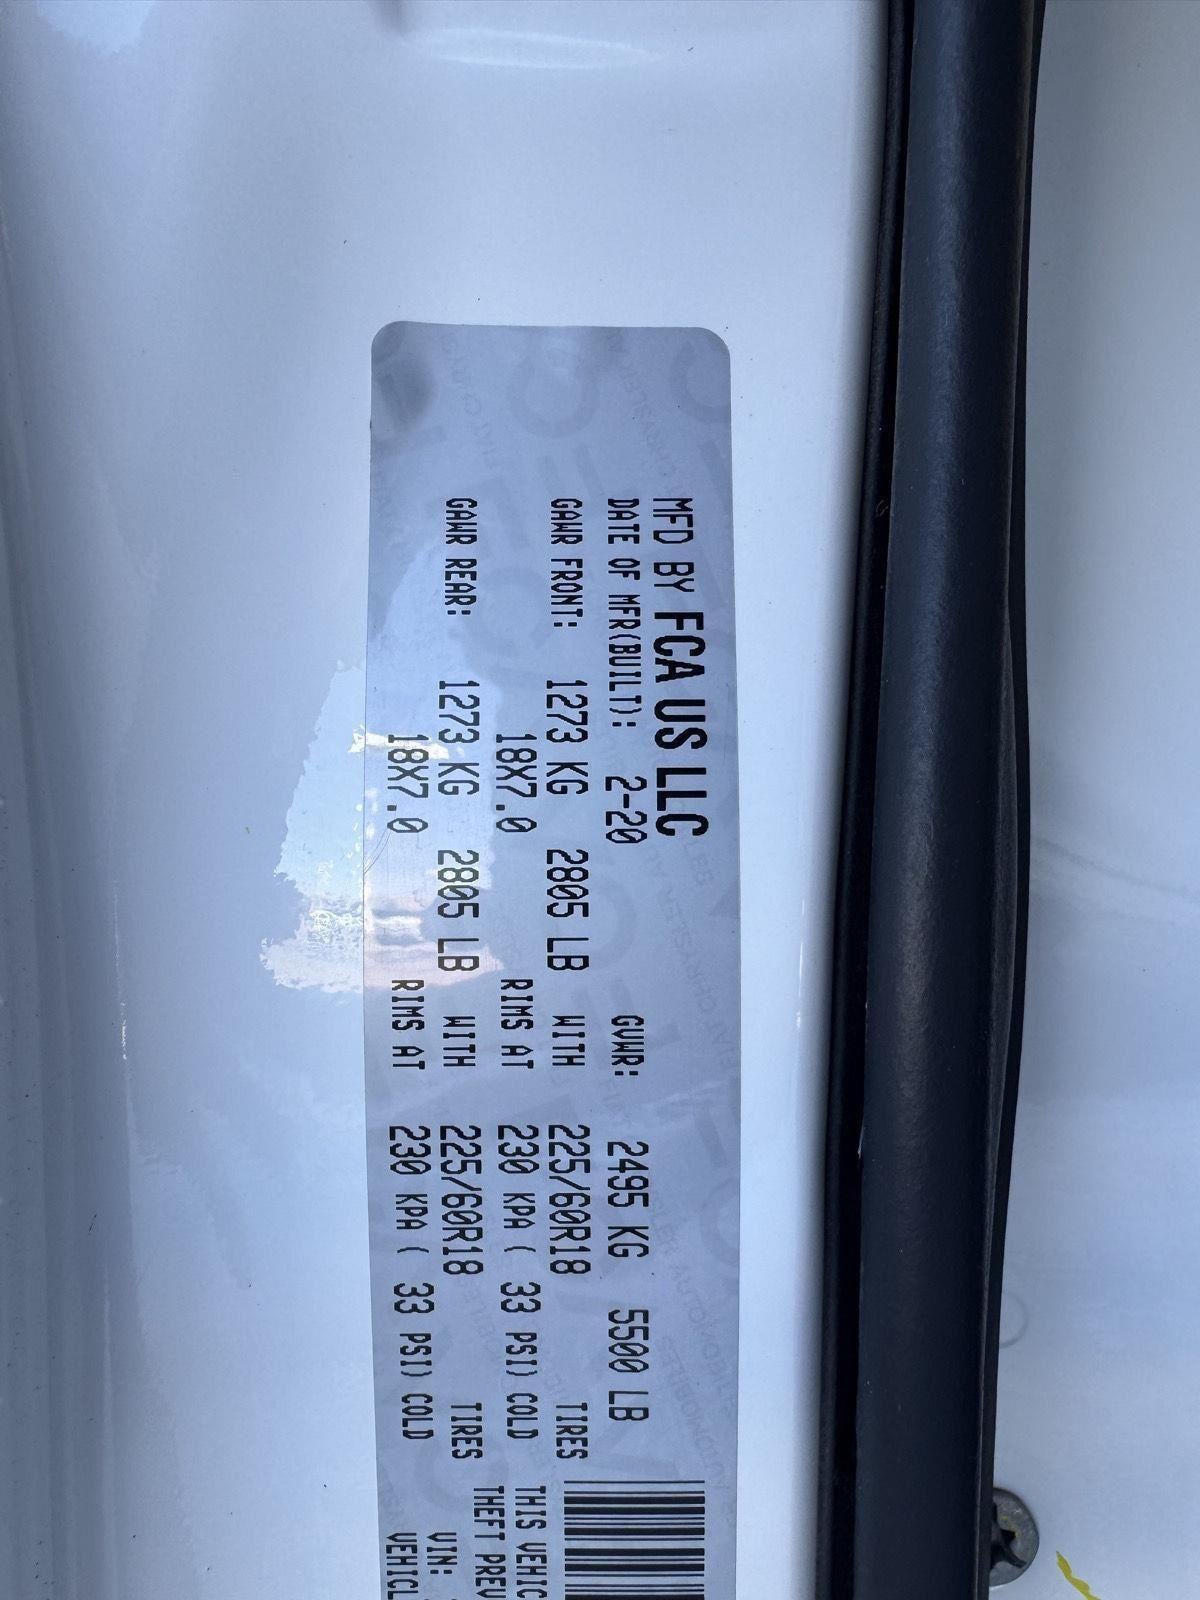 MFD BY FCA US LLC
DATE OF MFR(BUILT): 2-20 GVWR: 2495 KG 5500 LB
GAWR FRONT: 1273 KG 2805 LB WITH 225/60R18 TIRES
18X7.0 RIMS AT 230 KPA ( 33 PSI) COLD
THIS VEHIC
GAWR REAR: 1273 KG 2805 LB WITH 225/60R18 TIRES
THEFT PREV
18X7.0 RIMS AT 230 KPA ( 33 PSI) COLD
VIN:
VEHICL